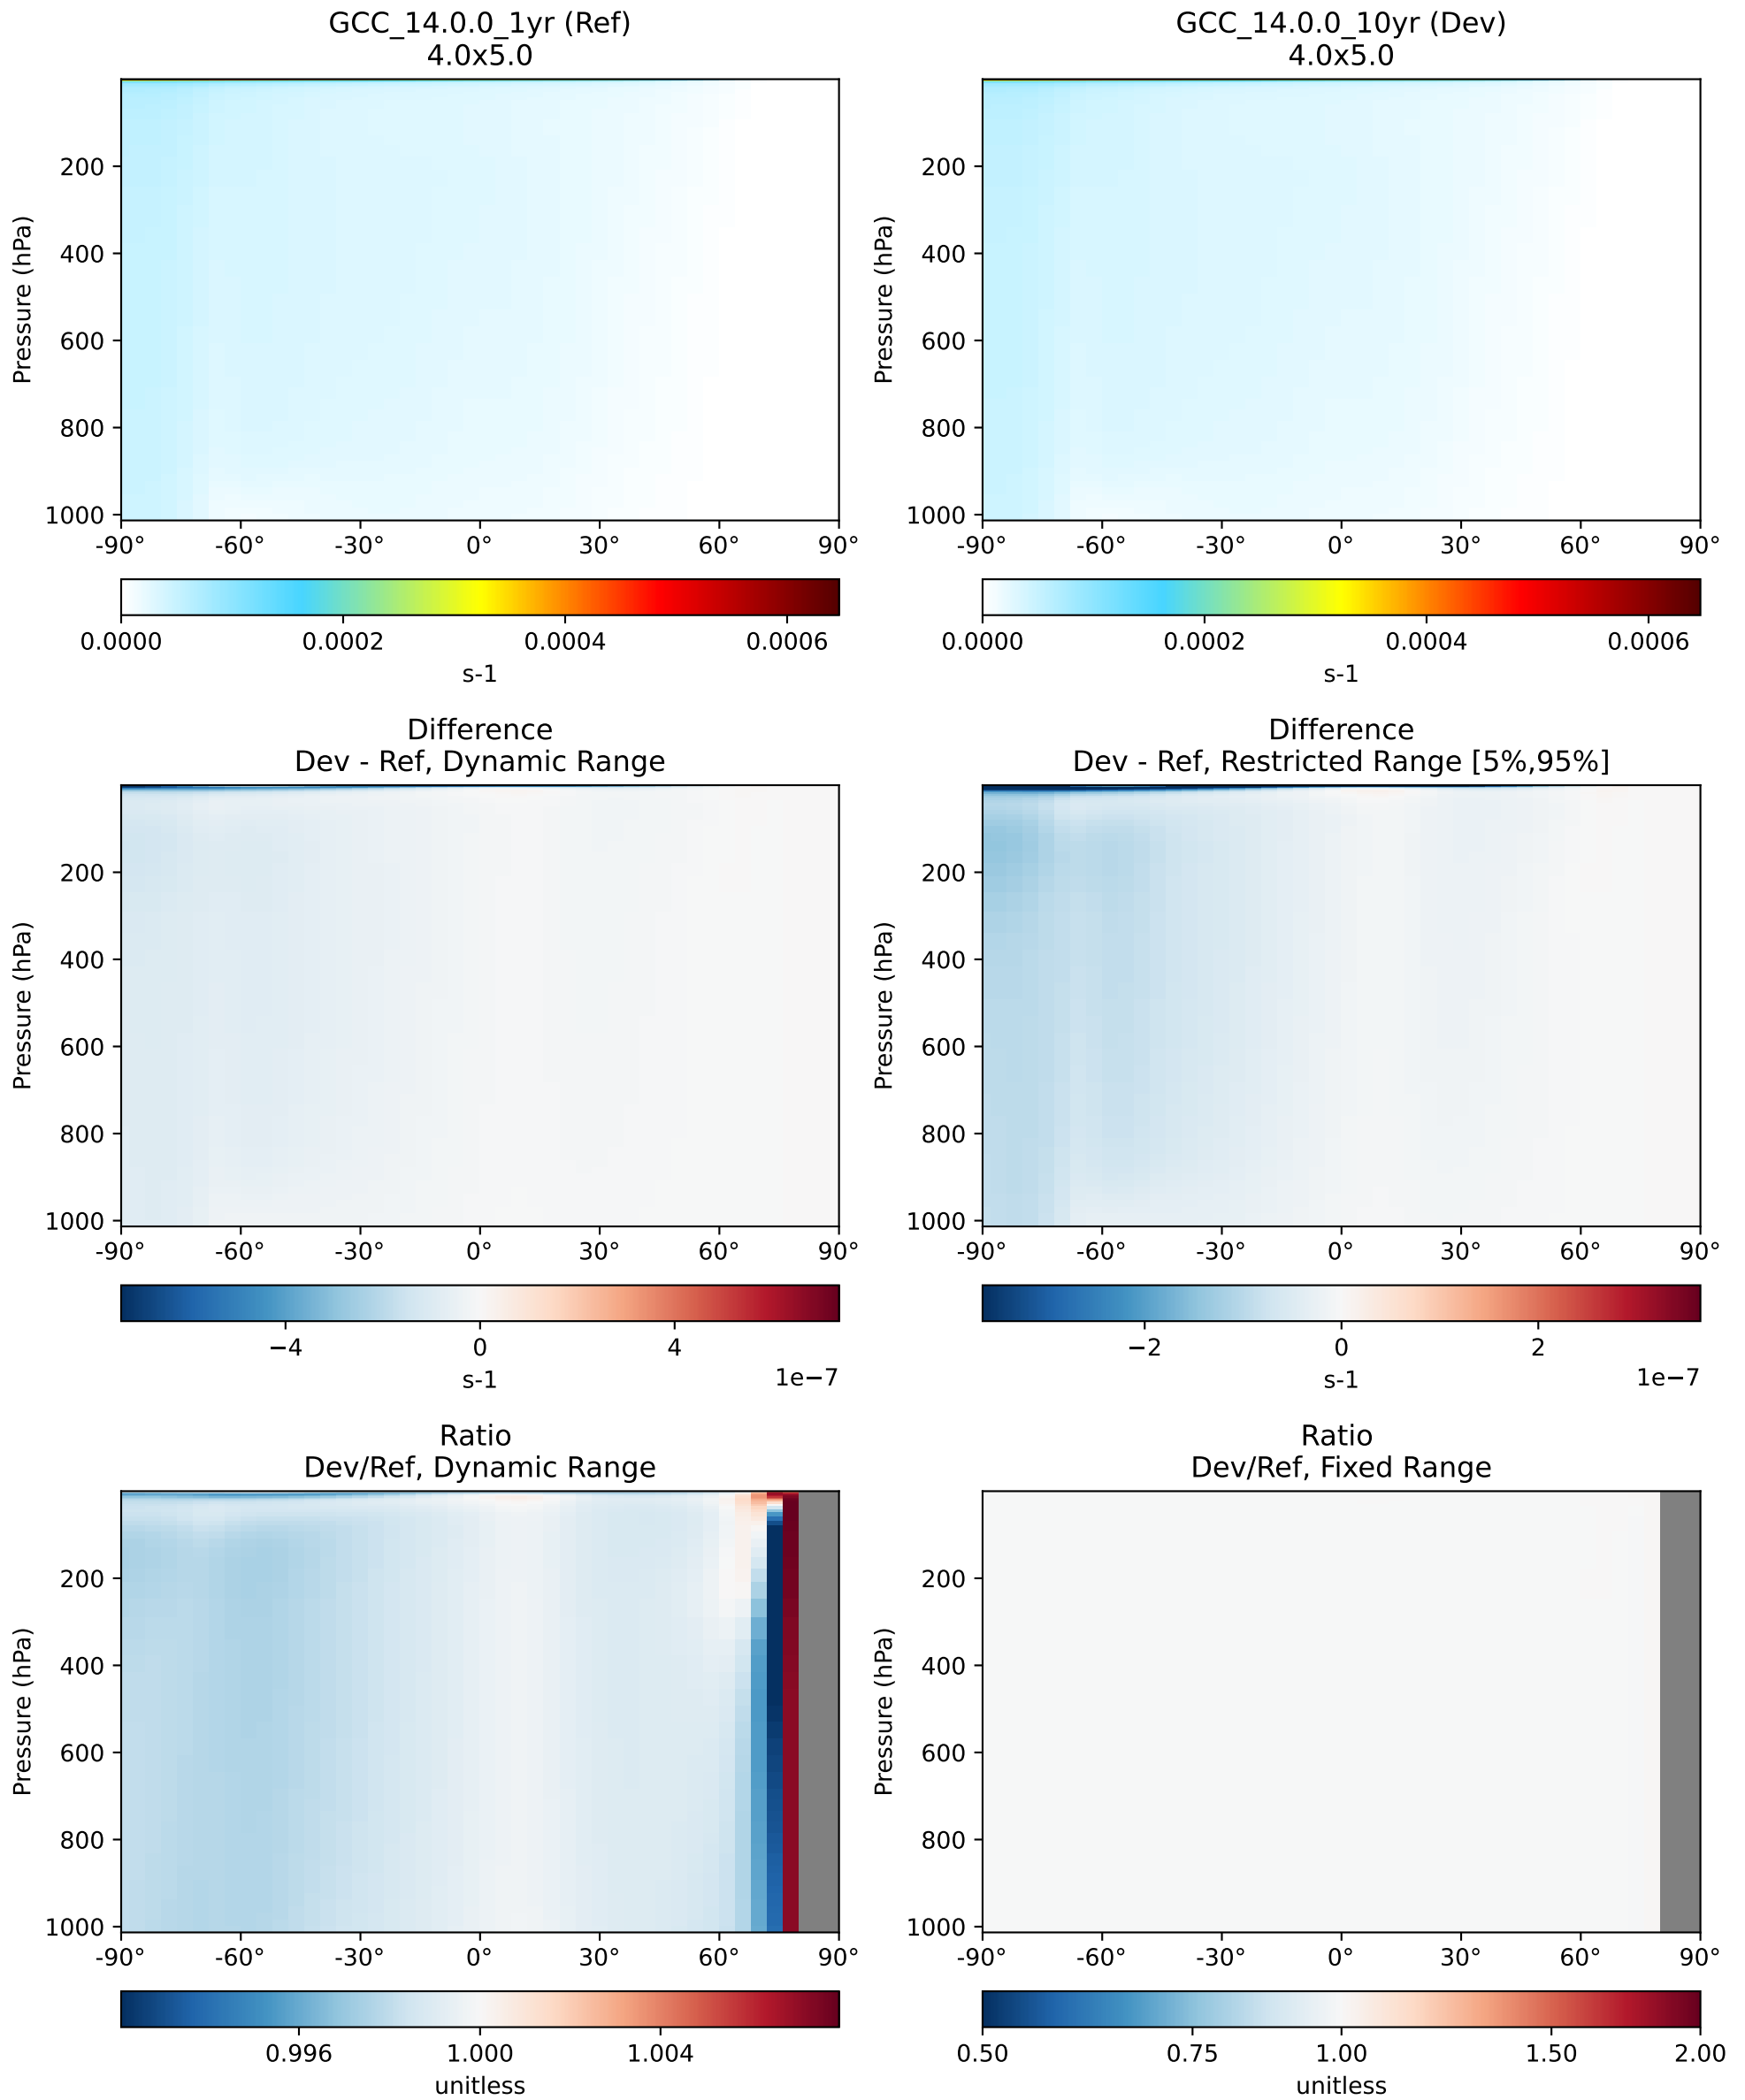 GCC_14.0.0_1yr (Ref)
4.0x5.0
GCC_14.0.0_10yr (Dev)
4.0x5.0
Pressure (hPa)
200
400
600
800
1000
-90° -60° -30° 0° 30° 60° 90°
0.0000 0.0002 0.0004 0.0006
s-1
Pressure (hPa)
200
400
600
800
1000
-90° -60° -30° 0° 30° 60° 90°
0.0000 0.0002 0.0004 0.0006
s-1
Difference
Dev - Ref, Dynamic Range
Pressure (hPa)
200
400
600
800
1000
-90° -60° -30° 0° 30° 60° 90°
−4 0 4
s-1
1e−7
Difference
Dev - Ref, Restricted Range [5%,95%]
Pressure (hPa)
200
400
600
800
1000
-90° -60° -30° 0° 30° 60° 90°
−2 0 2
s-1
1e−7
Ratio
Dev/Ref, Dynamic Range
Pressure (hPa)
200
400
600
800
1000
-90° -60° -30° 0° 30° 60° 90°
0.996 1.000 1.004
unitless
Ratio
Dev/Ref, Fixed Range
Pressure (hPa)
200
400
600
800
1000
-90° -60° -30° 0° 30° 60° 90°
0.50 0.75 1.00 1.50 2.00
unitless